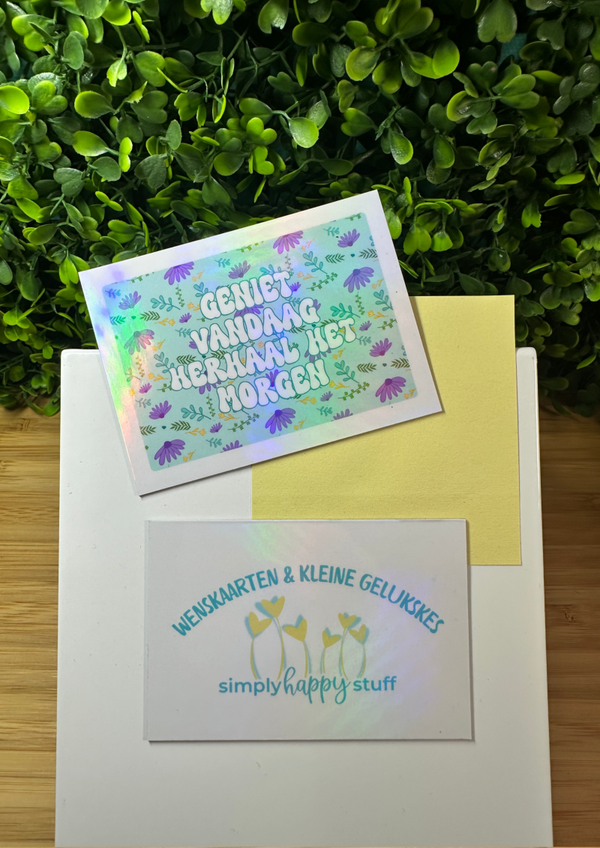 GENIET
VANDAAG
HERHAAL HET
MORGEN
WENSKAARTEN & KLEINE GELUKSKES
simply happy stuff